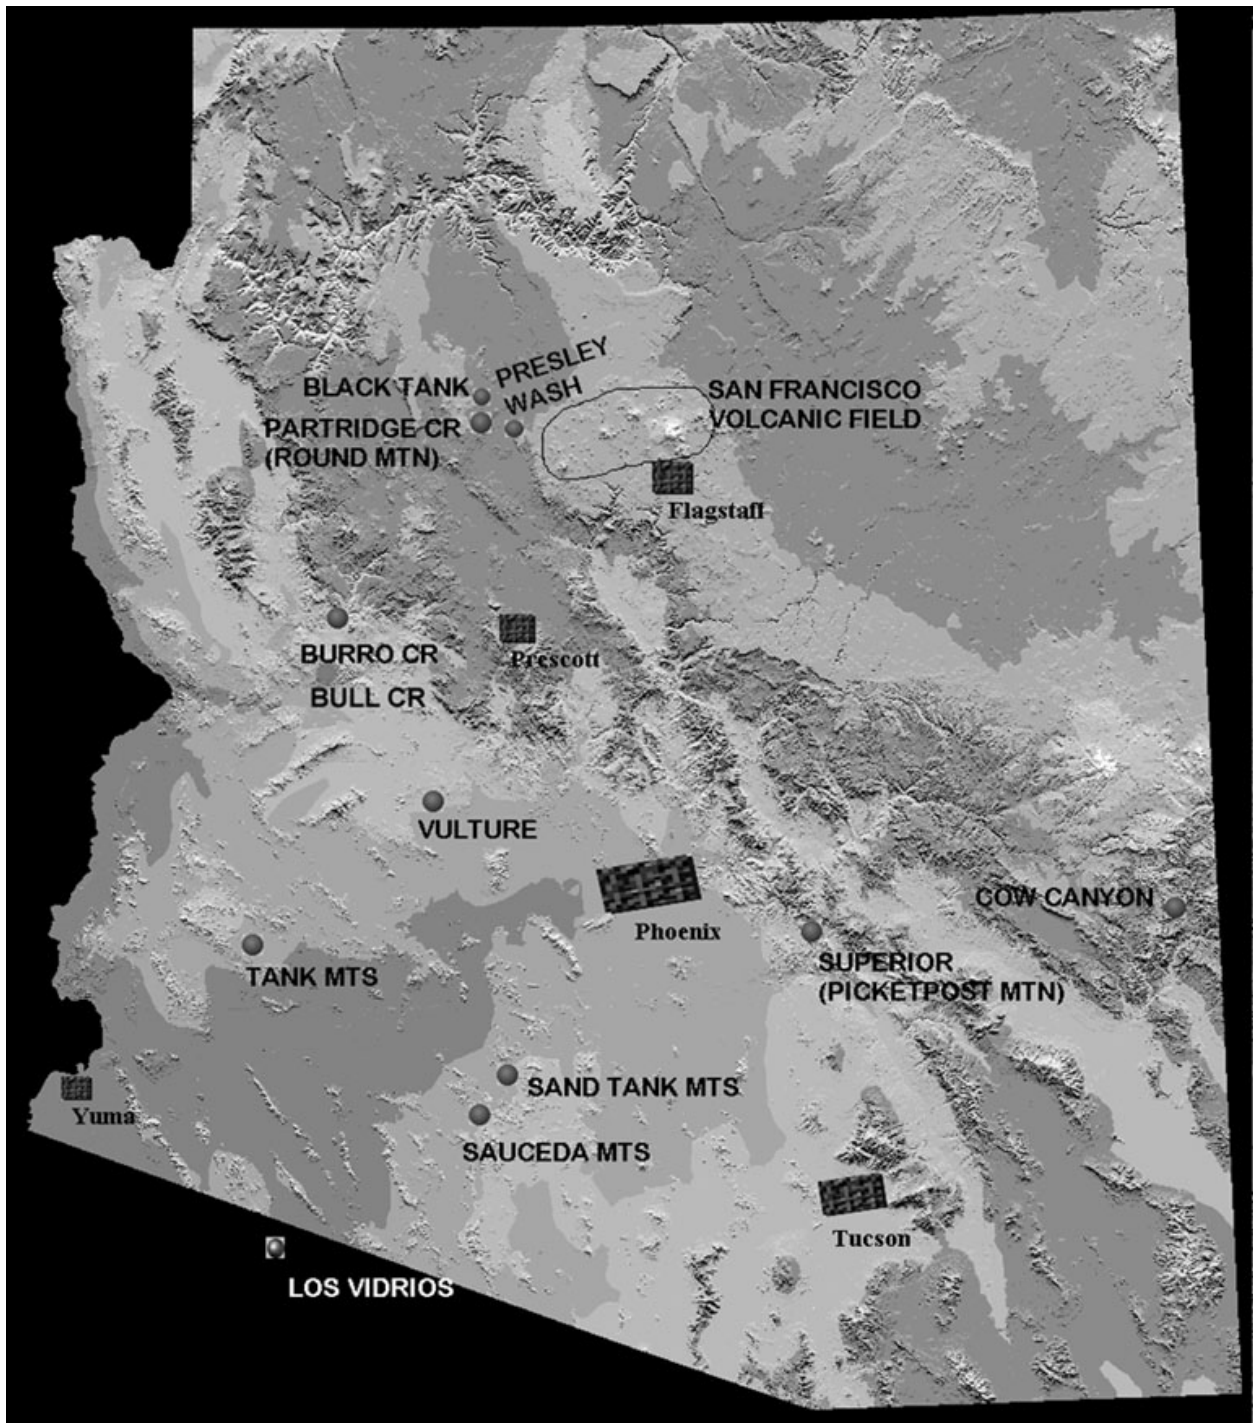 PRESLEY
WASH
BLACK TANK
PARTRIDGE CR
(ROUND MTN)
SAN FRANCISCO
VOLCANIC FIELD
Flagstaff
BURRO CR
Prescott
BULL CR
VULTURE
COW CANYON
Phoenix
TANK MTS
SUPERIOR
(PICKETPOST MTN)
SAND TANK MTS
Yuma
SAUCEDA MTS
Tucson
LOS VIDRIOS